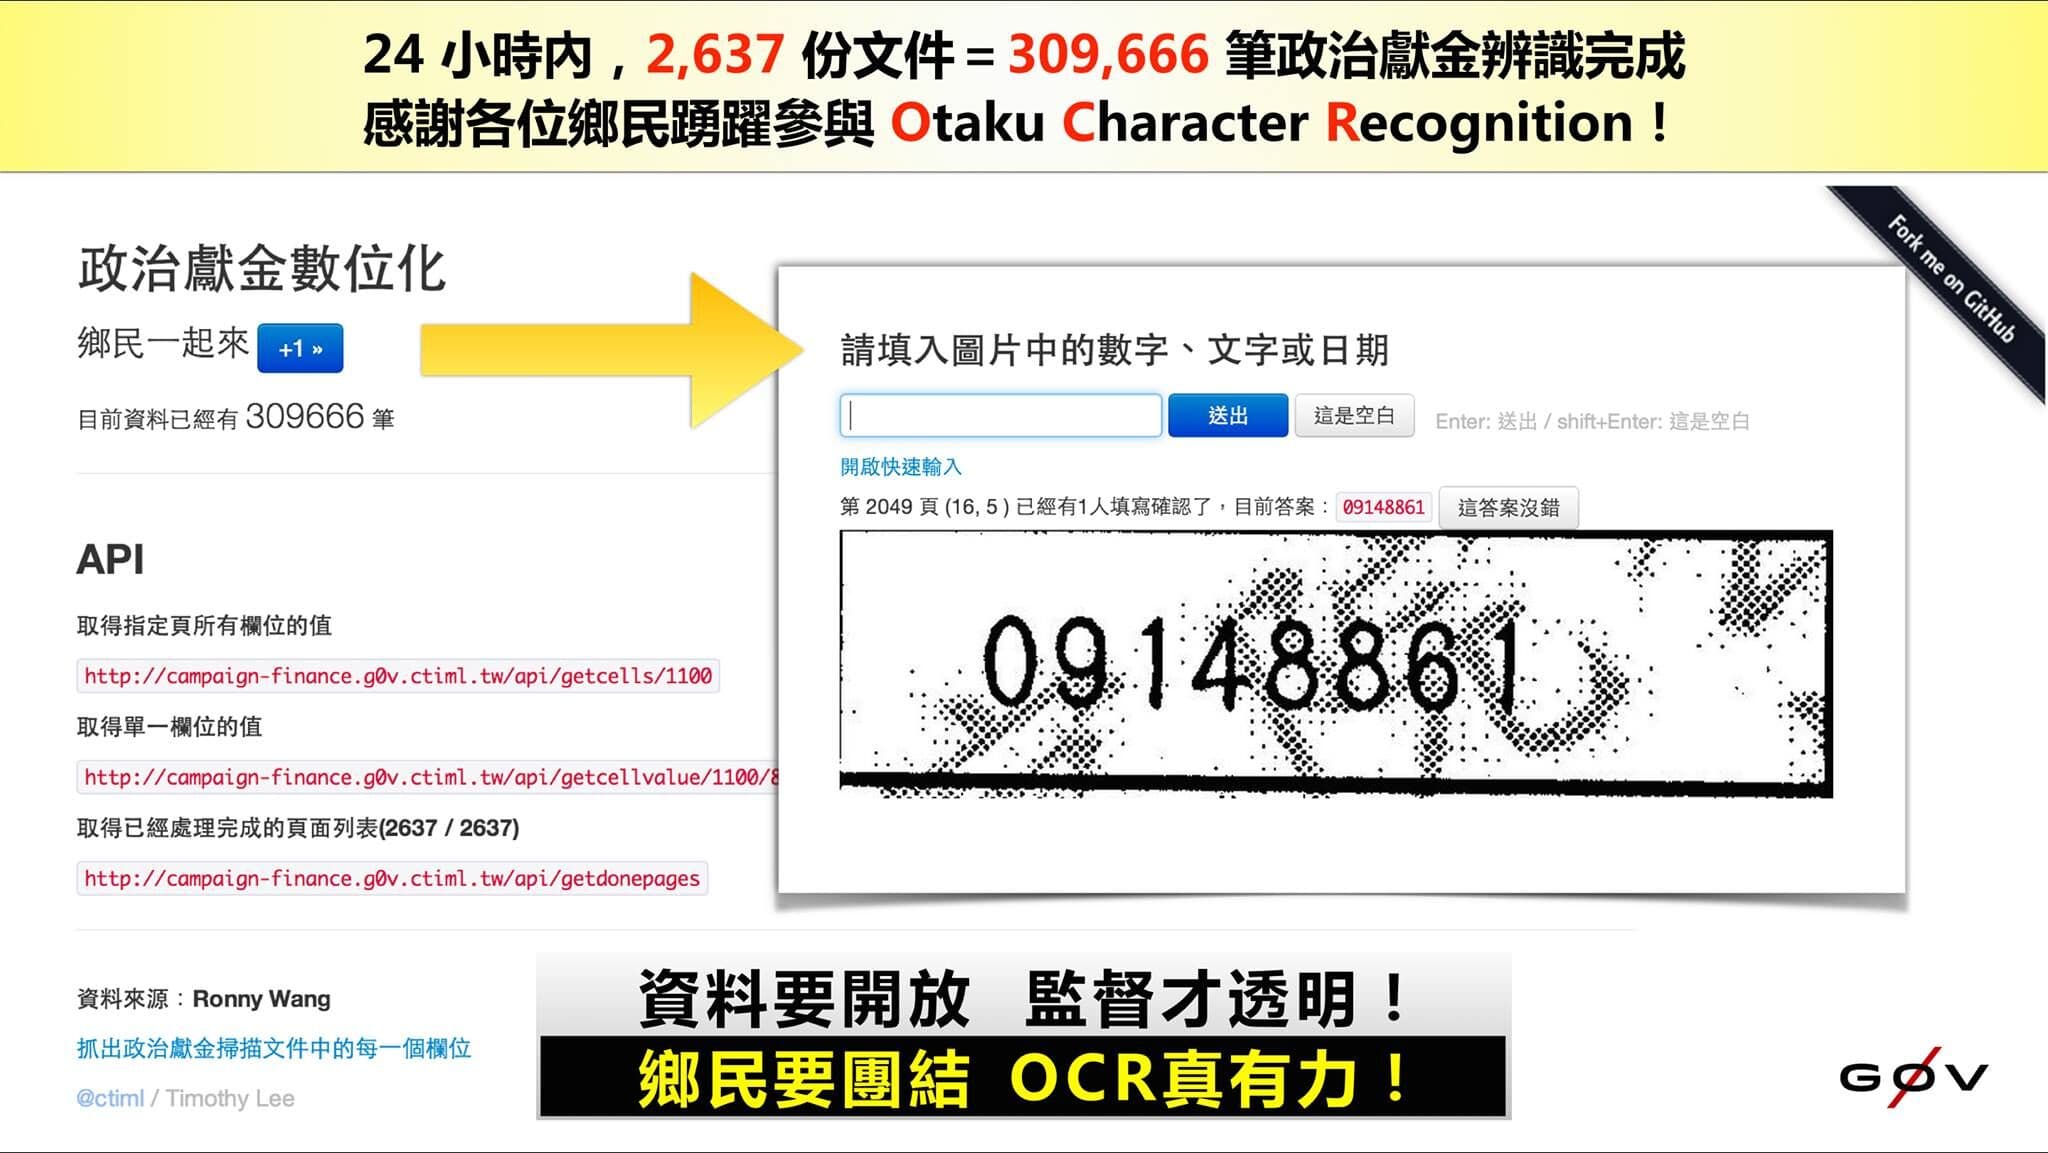 24 小時內，2,637 份文件＝309,666 筆政治獻金辨識完成
感謝各位鄉民踴躍參與 Otaku Character Recognition！
Fork me on GitHub
政治獻金數位化
鄉民一起來 +1 »
目前資料已經有 309666 筆
API
取得指定頁所有欄位的值
http://campaign-finance.g0v.ctiml.tw/api/getcells/1100
取得單一欄位的值
http://campaign-finance.g0v.ctiml.tw/api/getcellvalue/1100/8
取得已經處理完成的頁面列表(2637 / 2637)
http://campaign-finance.g0v.ctiml.tw/api/getdonepages
請填入圖片中的數字、文字或日期
送出 這是空白 Enter: 送出 / shift+Enter: 這是空白
開啟快速輸入
第 2049 頁 (16, 5 ) 已經有1人填寫確認了，目前答案： 09148861 這答案沒錯
09148861
資料來源：Ronny Wang
抓出政治獻金掃描文件中的每一個欄位
@ctiml / Timothy Lee
資料要開放 監督才透明！
鄉民要團結 OCR真有力！
G0V